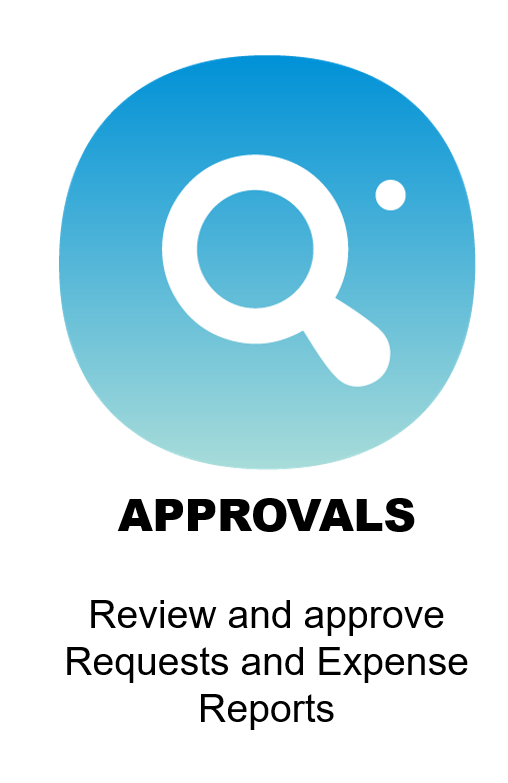 APPROVALS
Review and approve
Requests and Expense
Reports